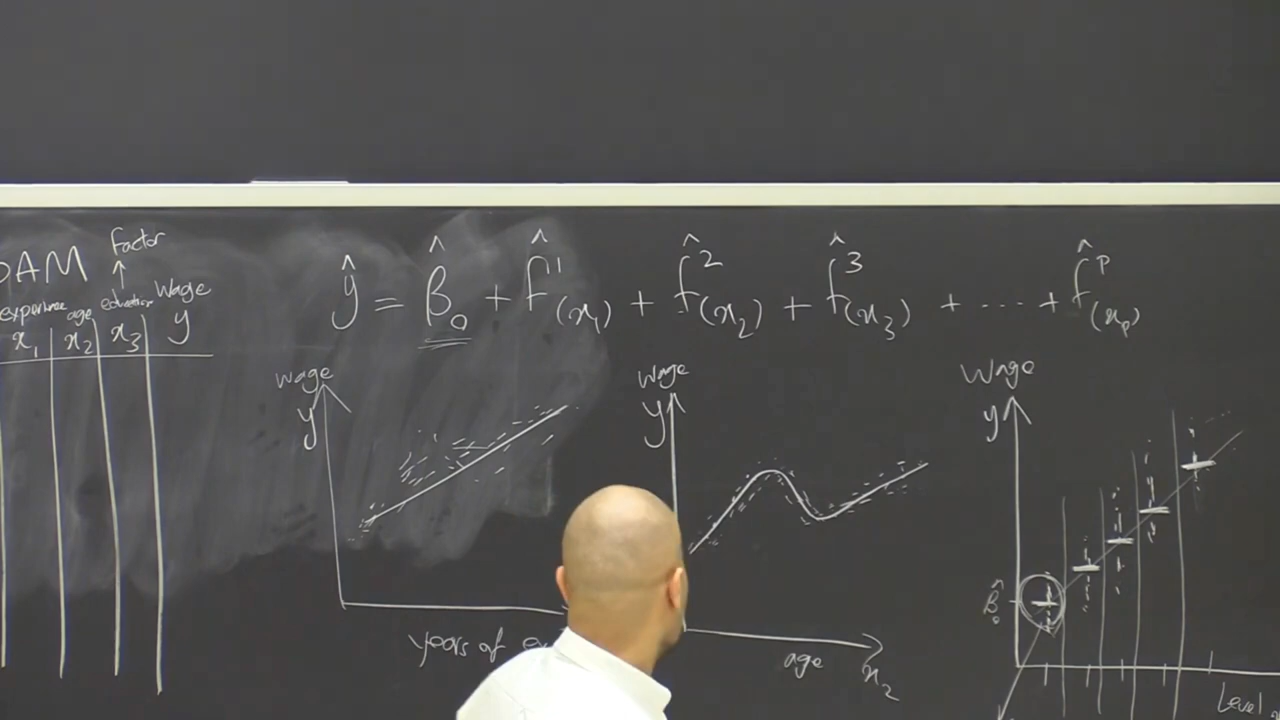 Factor
experience age education Wage
x₁ x₂ x₃ y
ŷ = β̂₀ + f̂¹(x₁) + f̂²(x₂) + f̂³(x₃) + ⋯ + f̂ᵖ(xₚ)
Wage
y
years of
Wage
y
age
x₂
Wage
y
β̂₀
Level